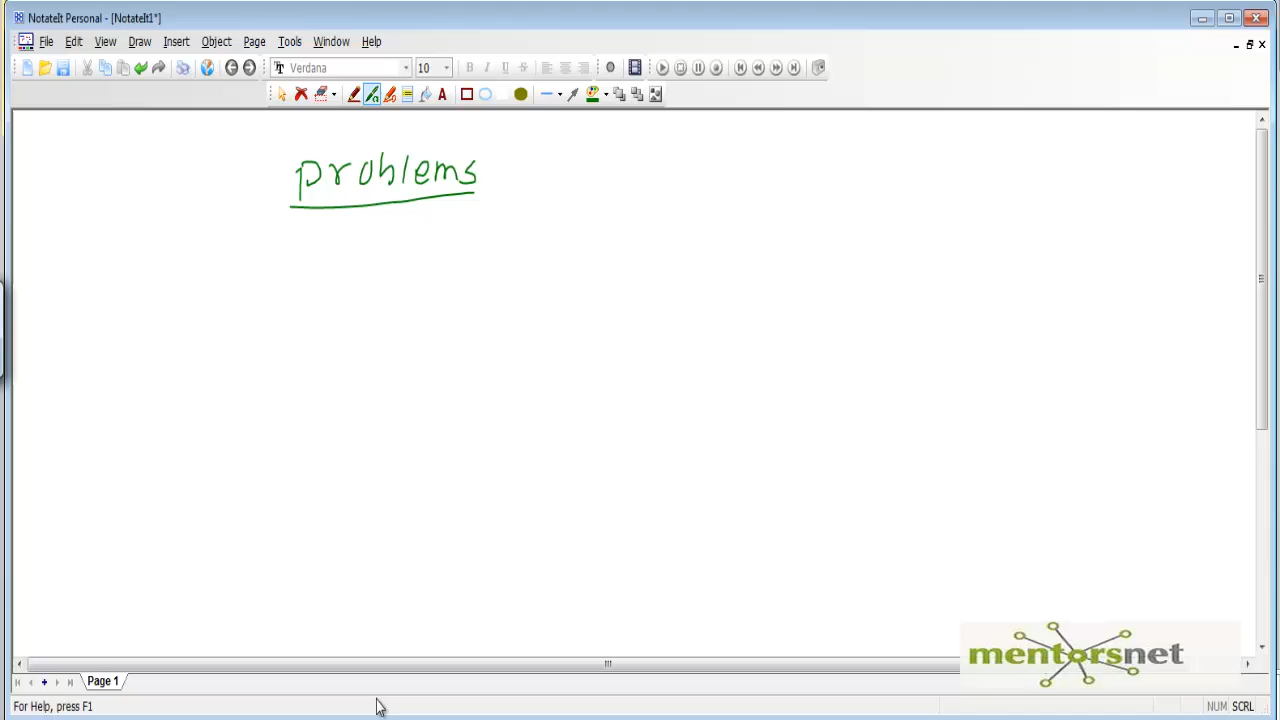 NotateIt Personal - [NotateIt1*]
File Edit View Draw Insert Object Page Tools Window Help
Verdana 10 B I U S
A
problems
mentorsnet
Page 1
For Help, press F1 NUM SCRL